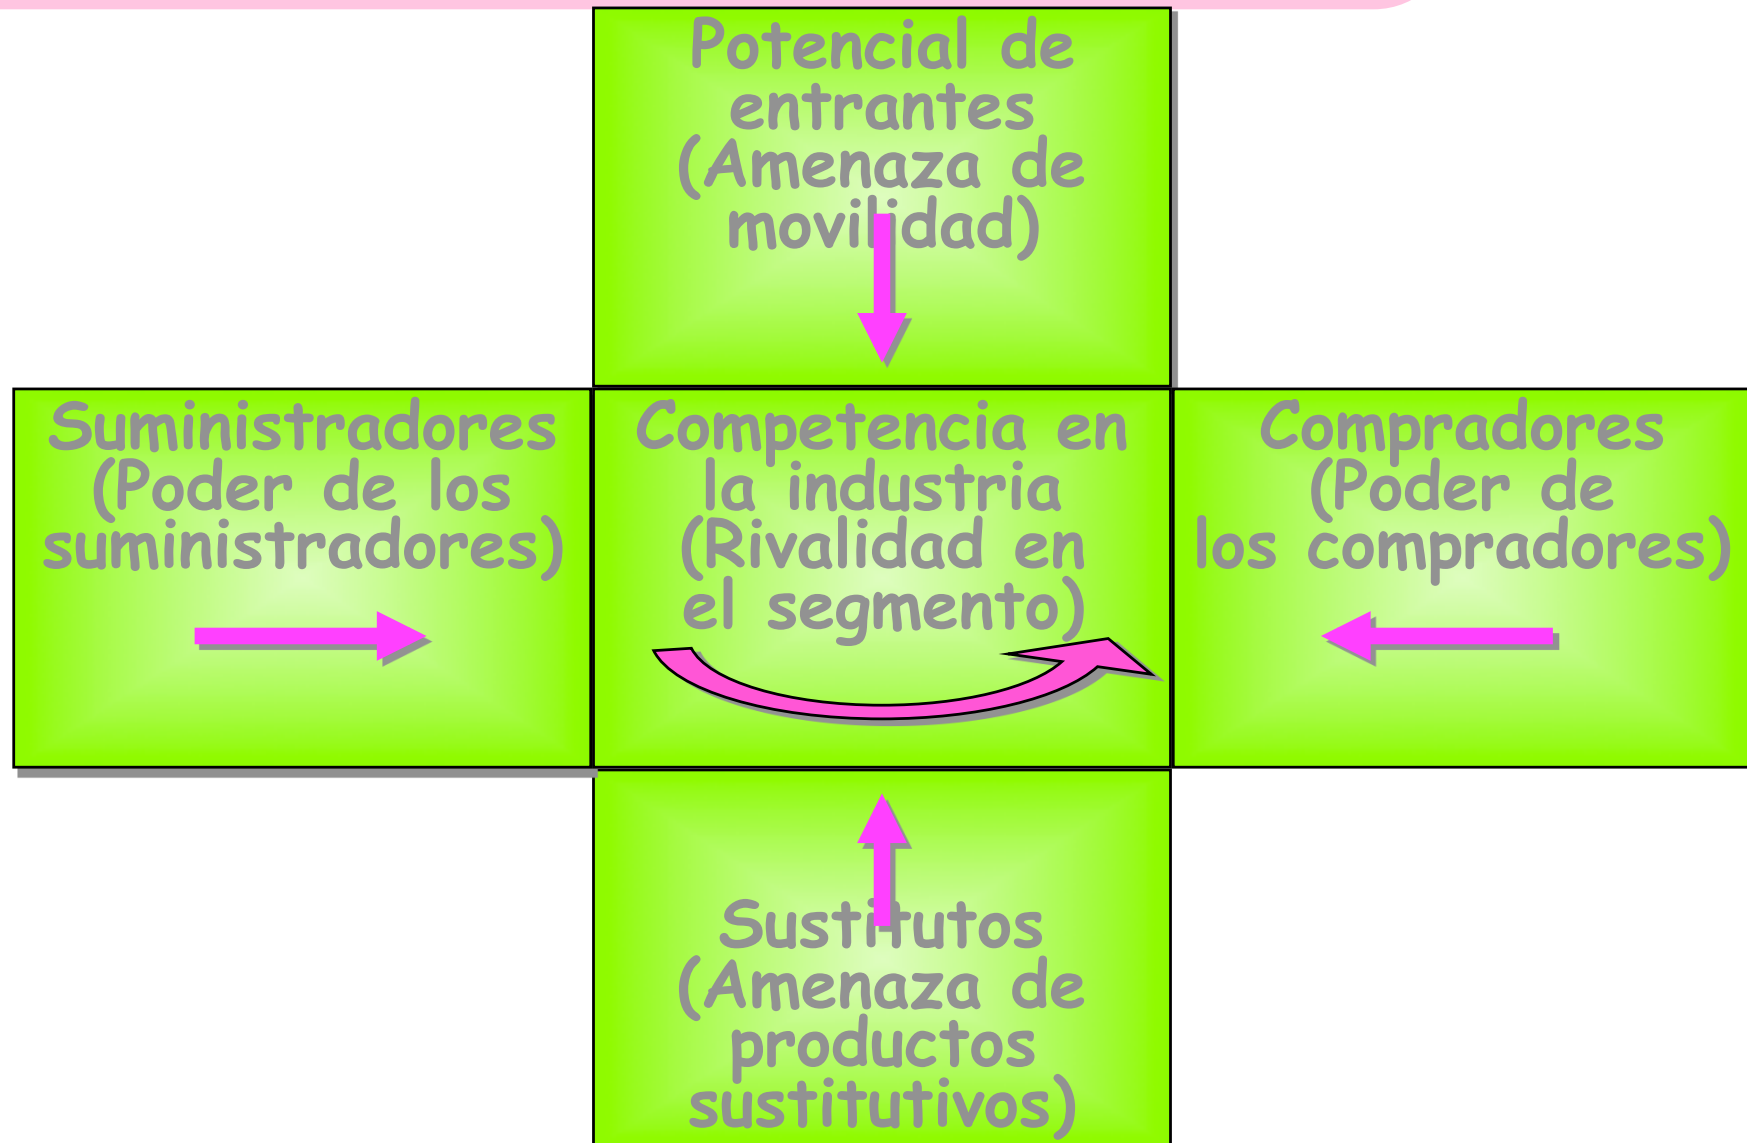 Potencial de
entrantes
(Amenaza de
movilidad)
Suministradores
(Poder de los
suministradores)
Competencia en
la industria
(Rivalidad en
el segmento)
Compradores
(Poder de
los compradores)
Sustitutos
(Amenaza de
productos
sustitutivos)